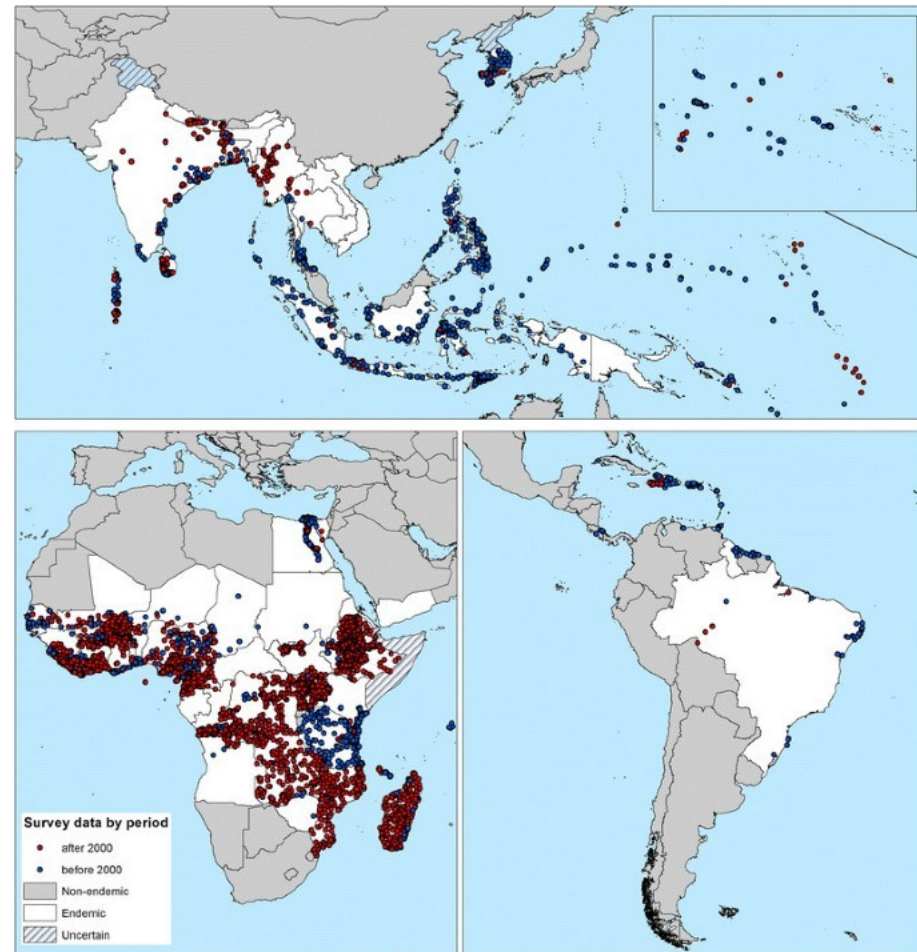 Survey data by period
after 2000
before 2000
Non-endemic
Endemic
Uncertain